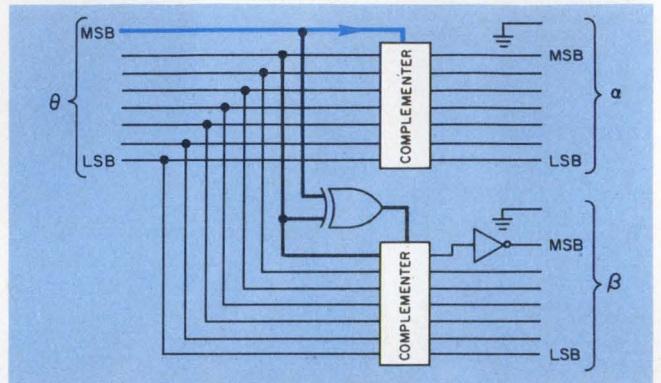 MSB
θ
LSB
COMPLEMENTER
MSB
α
LSB
COMPLEMENTER
MSB
β
LSB